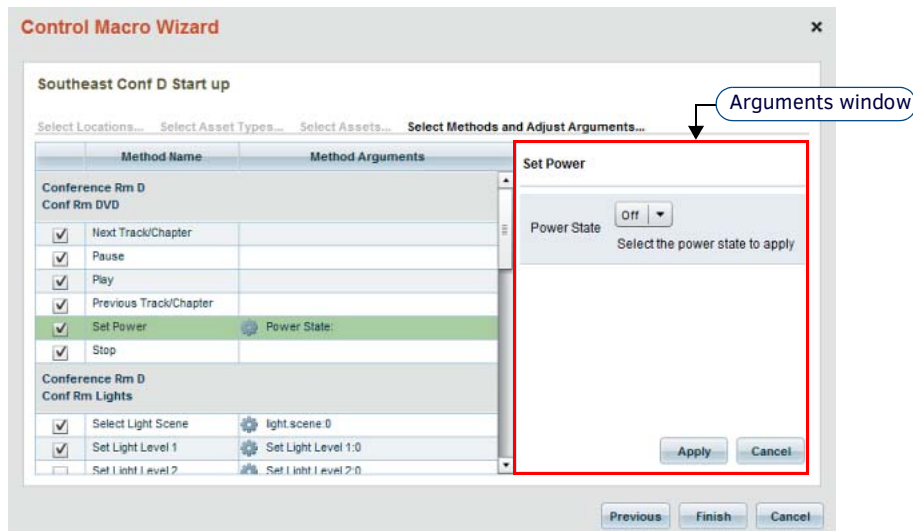 Control Macro Wizard
Southeast Conf D Start up
Arguments window
Select Locations... Select Asset Types... Select Assets... Select Methods and Adjust Arguments...
Method Name Method Arguments
Set Power
Conference Rm D
Conf Rm DVD
Next Track/Chapter
Pause
Play
Previous Track/Chapter
Set Power Power State:
Stop
Power State Off
Select the power state to apply
Conference Rm D
Conf Rm Lights
Select Light Scene light.scene:0
Set Light Level 1 Set Light Level 1:0
Set Light Level 2 Set Light Level 2:0
Apply Cancel
Previous Finish Cancel